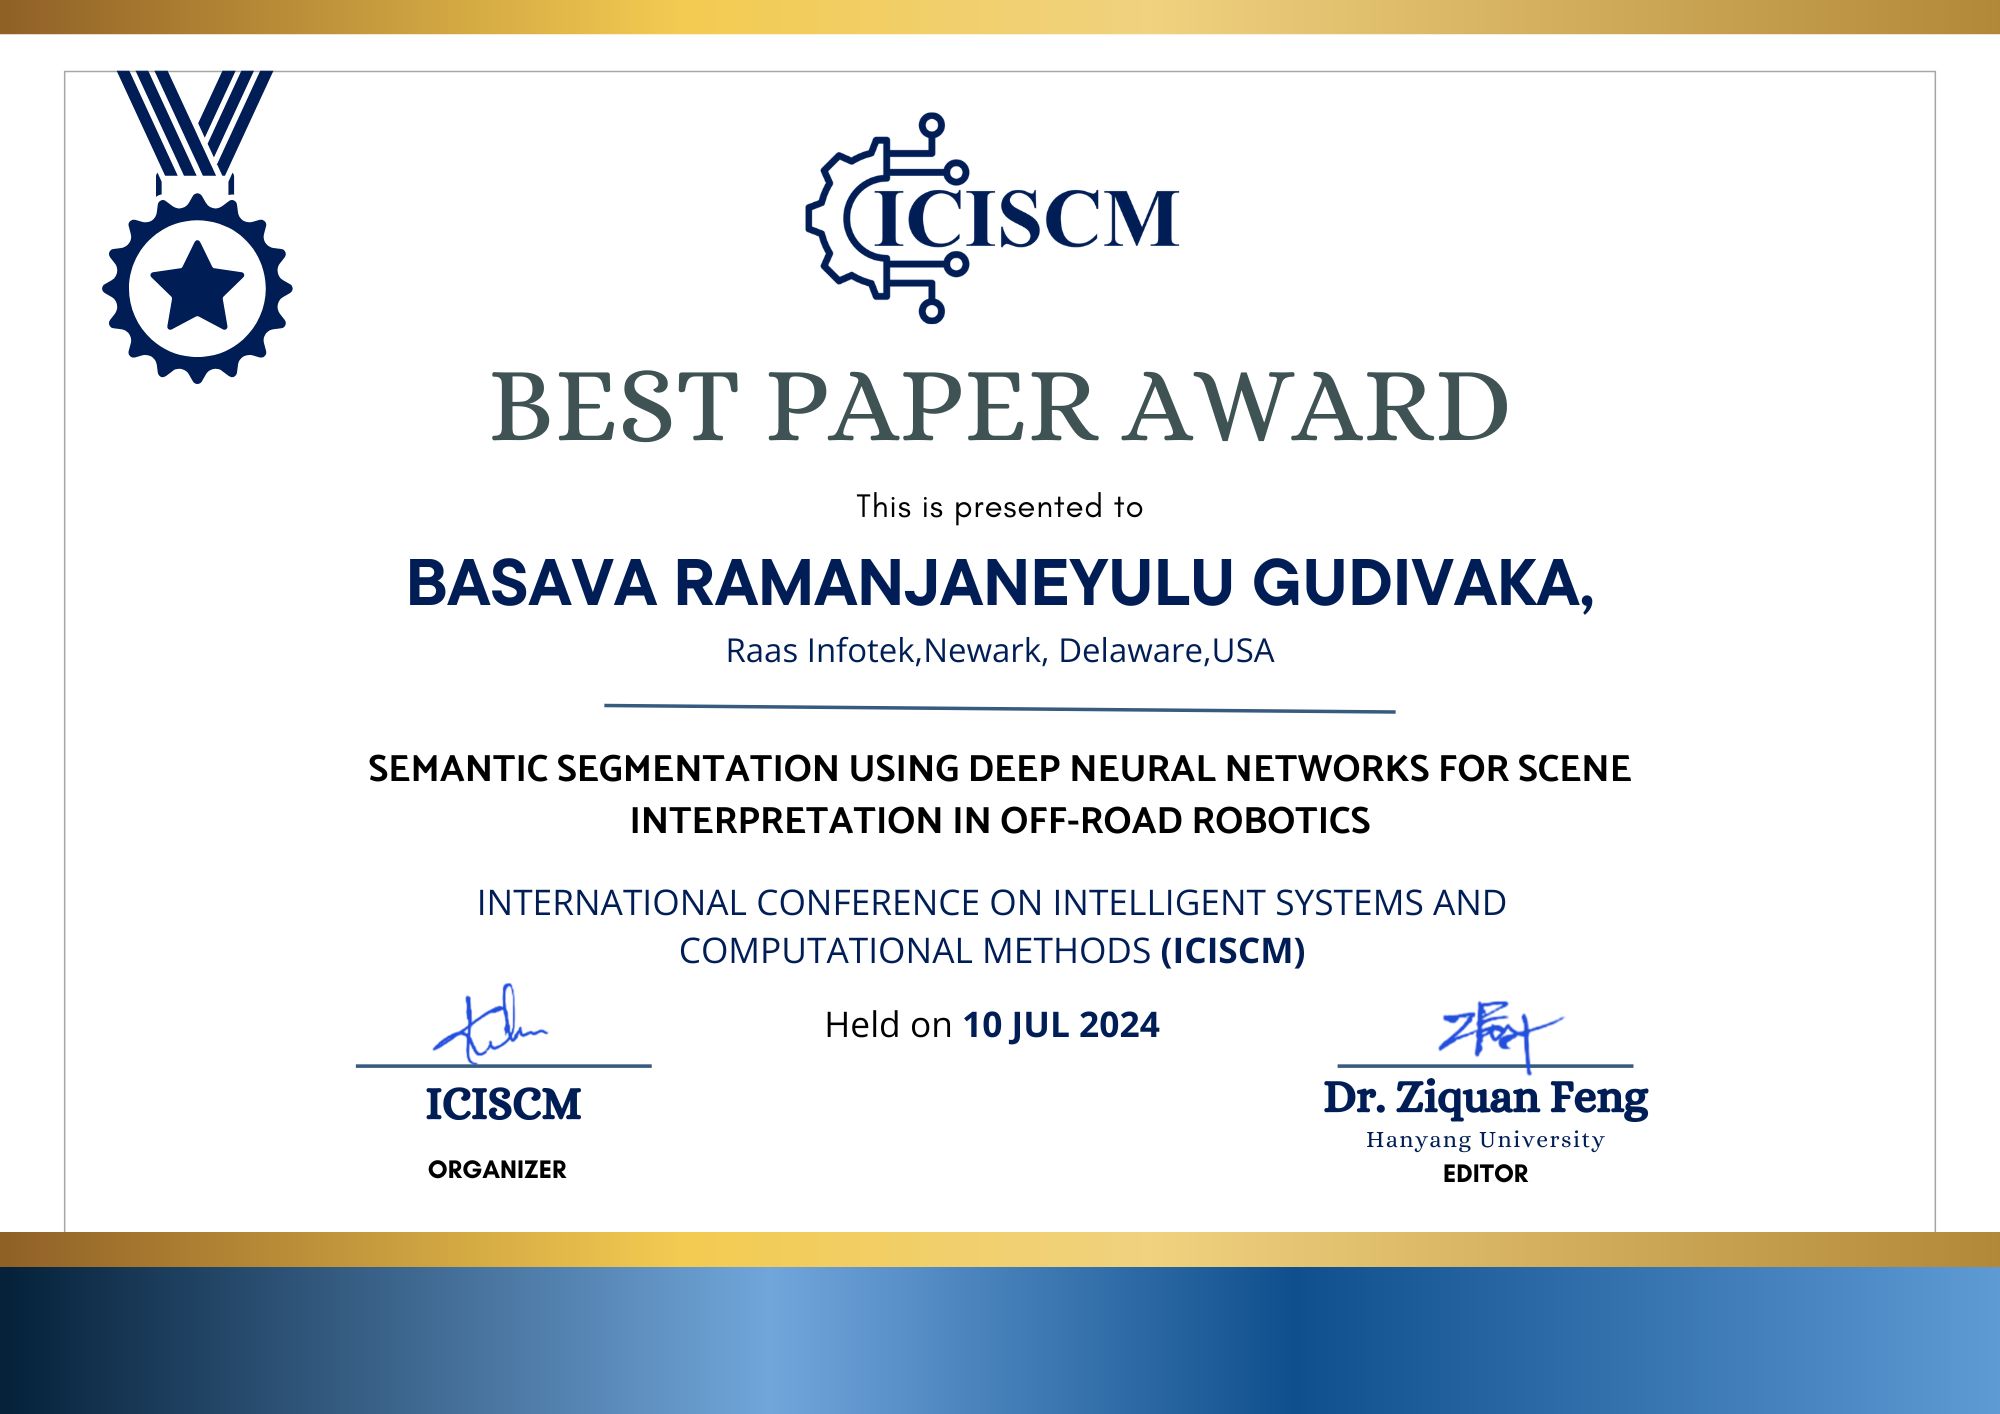 ICISCM
BEST PAPER AWARD
This is presented to
BASAVA RAMANJANEYULU GUDIVAKA,
Raas Infotek,Newark, Delaware,USA
SEMANTIC SEGMENTATION USING DEEP NEURAL NETWORKS FOR SCENE
INTERPRETATION IN OFF-ROAD ROBOTICS
INTERNATIONAL CONFERENCE ON INTELLIGENT SYSTEMS AND
COMPUTATIONAL METHODS (ICISCM)
Held on 10 JUL 2024
ICISCM
ORGANIZER
Dr. Ziquan Feng
Hanyang University
EDITOR